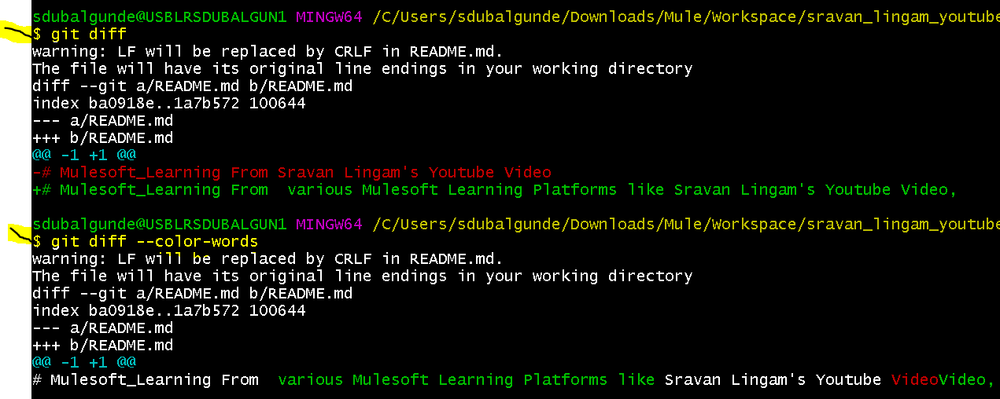 sdubalgunde@USBLRSDUBALGUN1 MINGW64 /C/Users/sdubalgunde/Downloads/Mule/Workspace/sravan_lingam_youtube
$ git diff
warning: LF will be replaced by CRLF in README.md.
The file will have its original line endings in your working directory
diff --git a/README.md b/README.md
index ba0918e..1a7b572 100644
--- a/README.md
+++ b/README.md
@@ -1 +1 @@
-# Mulesoft_Learning From Sravan Lingam's Youtube Video
+# Mulesoft_Learning From  various Mulesoft Learning Platforms like Sravan Lingam's Youtube Video,
sdubalgunde@USBLRSDUBALGUN1 MINGW64 /C/Users/sdubalgunde/Downloads/Mule/Workspace/sravan_lingam_youtube
$ git diff --color-words
warning: LF will be replaced by CRLF in README.md.
The file will have its original line endings in your working directory
diff --git a/README.md b/README.md
index ba0918e..1a7b572 100644
--- a/README.md
+++ b/README.md
@@ -1 +1 @@
# Mulesoft_Learning From  various Mulesoft Learning Platforms like Sravan Lingam's Youtube VideoVideo,